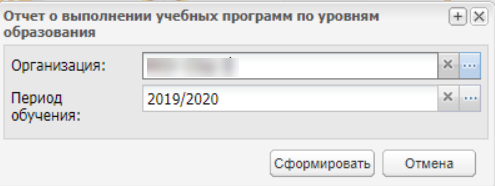 Отчет о выполнении учебных программ по уровням
образования
Организация:
Период
обучения:
2019/2020
Сформировать Отмена